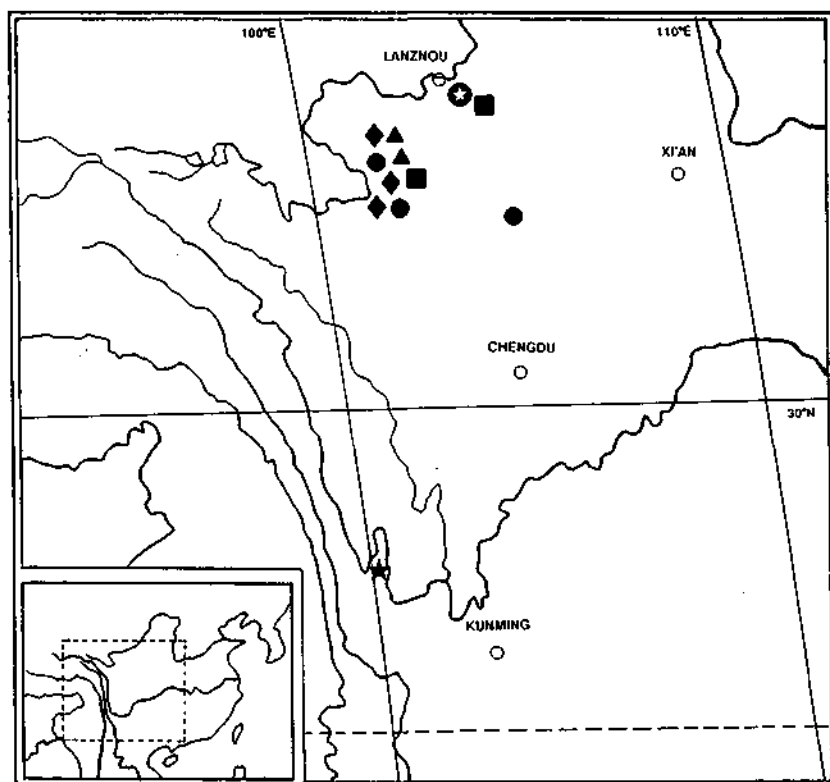 100°E
110°E
LANZNOU
XI'AN
CHENGDU
30°N
KUNMING